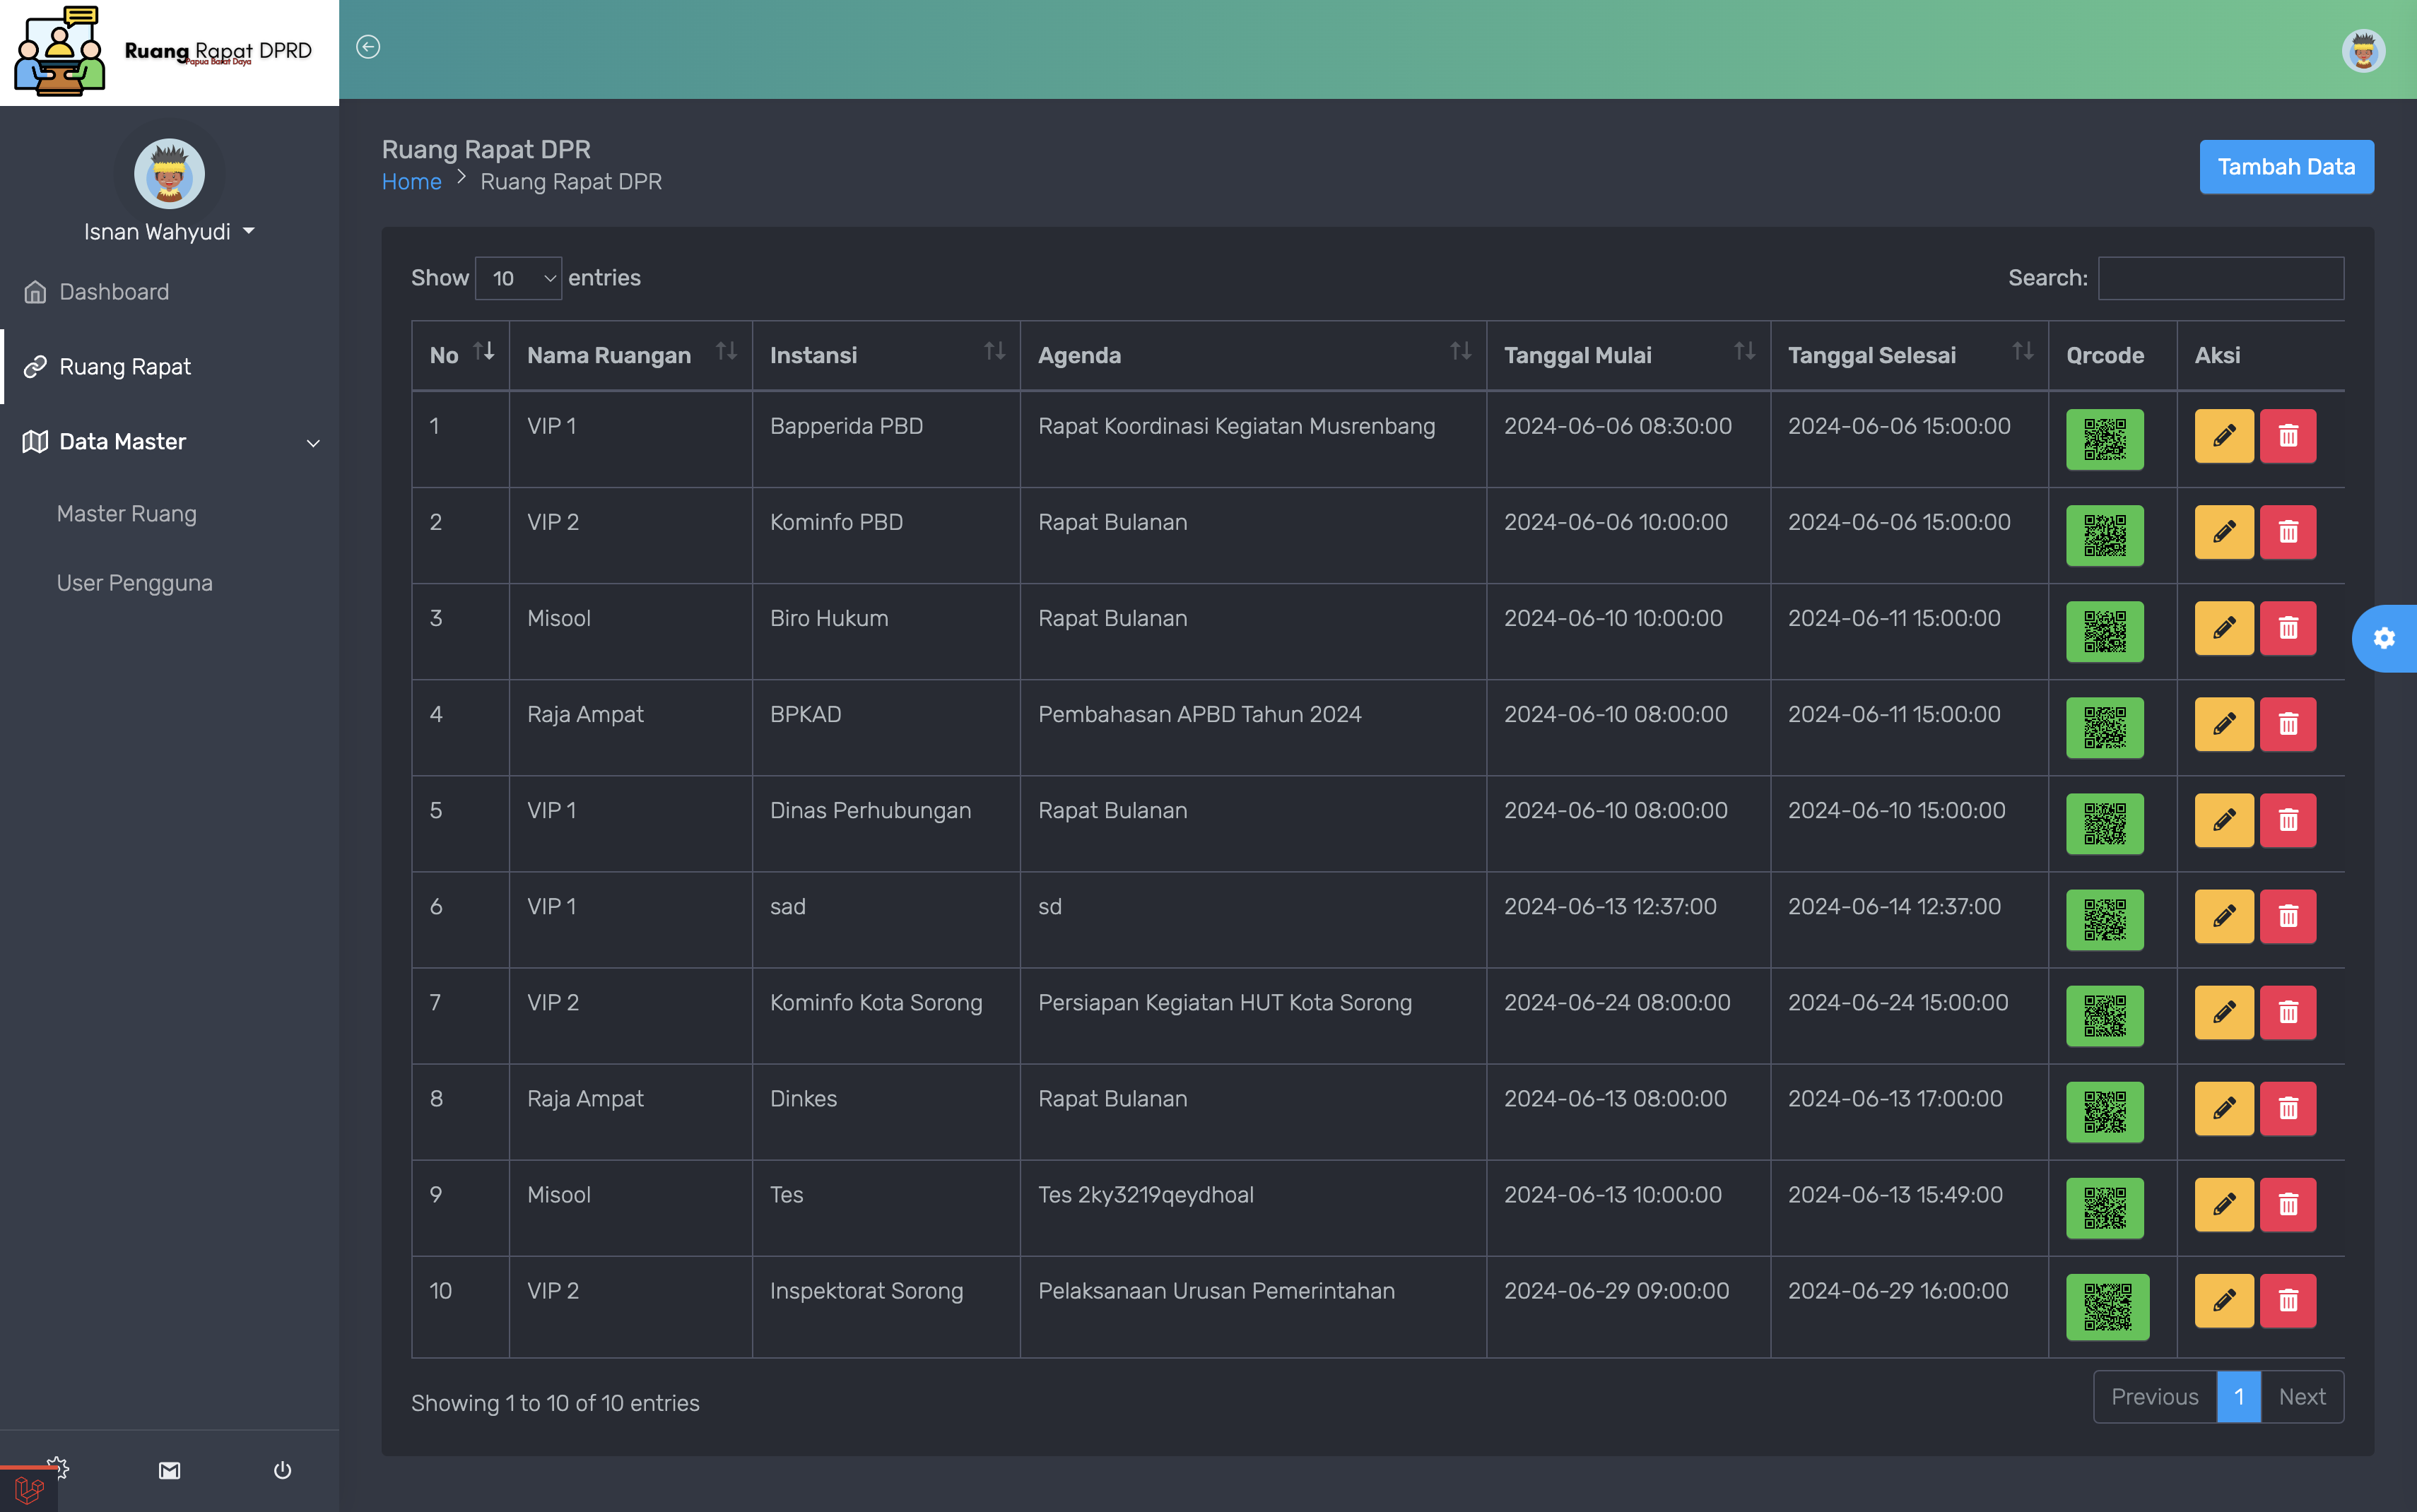 Ruang Rapat DPRD
Papua Barat Daya
Isnan Wahyudi
Dashboard
Ruang Rapat
Data Master
Master Ruang
User Pengguna
Ruang Rapat DPR
Home > Ruang Rapat DPR
Tambah Data
Show 10 entries
Search:
No Nama Ruangan Instansi Agenda Tanggal Mulai Tanggal Selesai Qrcode Aksi
1 VIP 1 Bapperida PBD Rapat Koordinasi Kegiatan Musrenbang 2024-06-06 08:30:00 2024-06-06 15:00:00
2 VIP 2 Kominfo PBD Rapat Bulanan 2024-06-06 10:00:00 2024-06-06 15:00:00
3 Misool Biro Hukum Rapat Bulanan 2024-06-10 10:00:00 2024-06-11 15:00:00
4 Raja Ampat BPKAD Pembahasan APBD Tahun 2024 2024-06-10 08:00:00 2024-06-11 15:00:00
5 VIP 1 Dinas Perhubungan Rapat Bulanan 2024-06-10 08:00:00 2024-06-10 15:00:00
6 VIP 1 sad sd 2024-06-13 12:37:00 2024-06-14 12:37:00
7 VIP 2 Kominfo Kota Sorong Persiapan Kegiatan HUT Kota Sorong 2024-06-24 08:00:00 2024-06-24 15:00:00
8 Raja Ampat Dinkes Rapat Bulanan 2024-06-13 08:00:00 2024-06-13 17:00:00
9 Misool Tes Tes 2ky3219qeydhoal 2024-06-13 10:00:00 2024-06-13 15:49:00
10 VIP 2 Inspektorat Sorong Pelaksanaan Urusan Pemerintahan 2024-06-29 09:00:00 2024-06-29 16:00:00
Showing 1 to 10 of 10 entries
Previous 1 Next